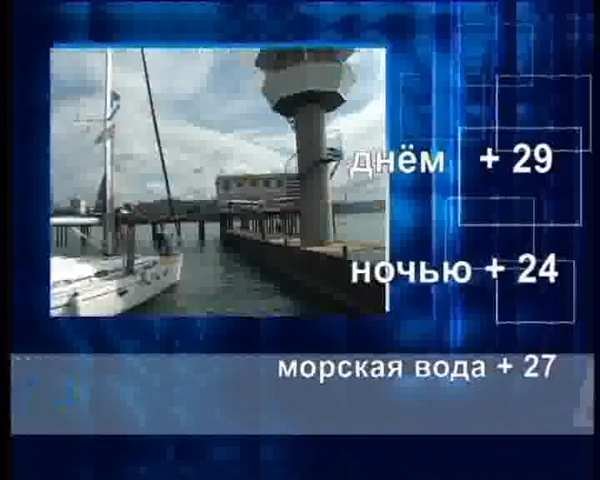 днём + 29
ночью + 24
морская вода + 27